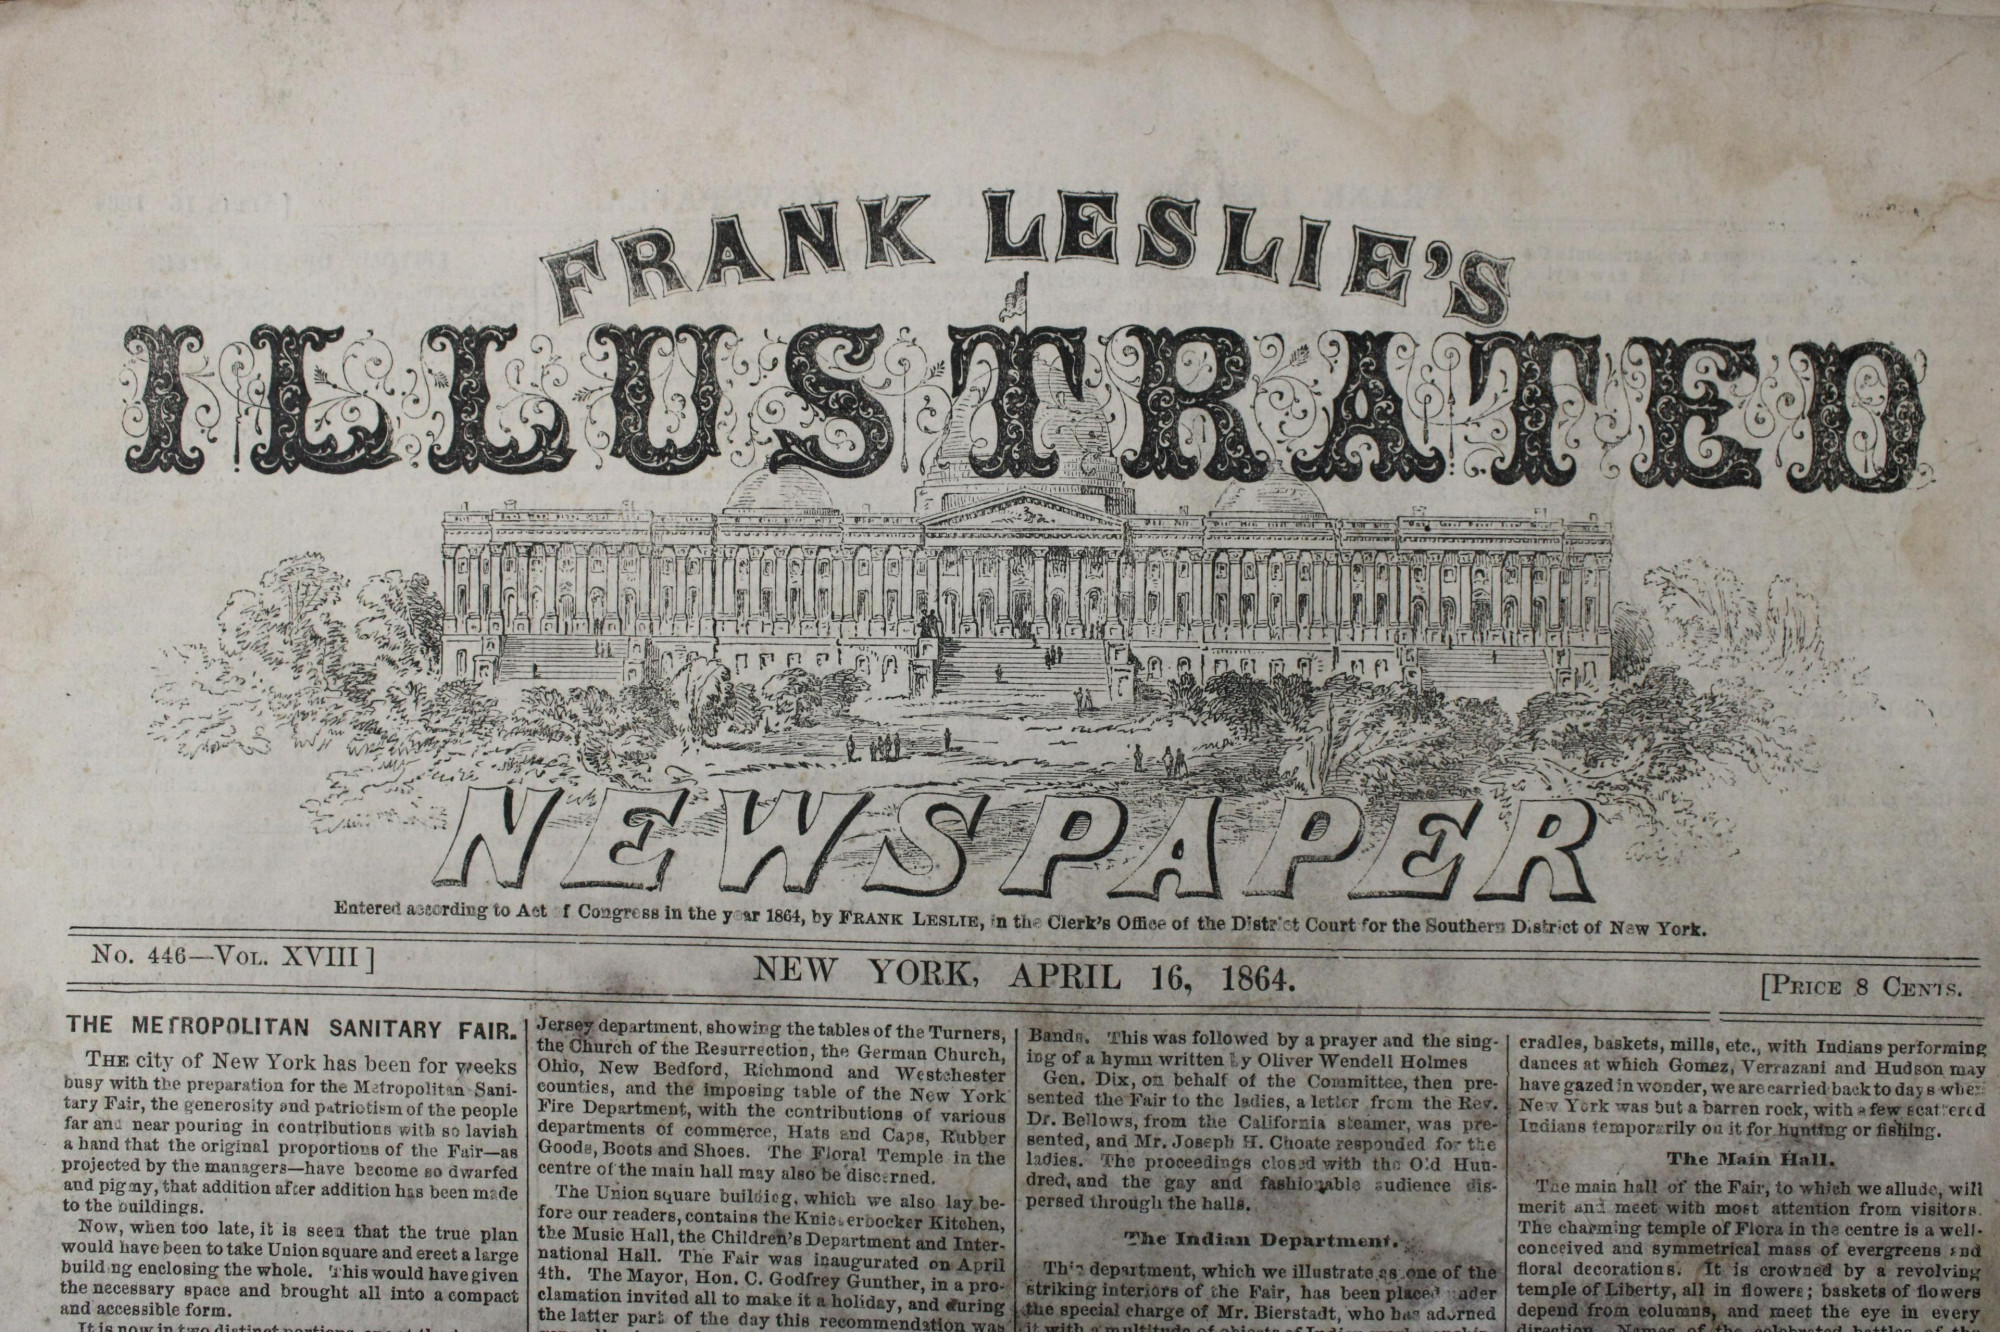 FRANK LESLIE'S
ILLUSTRATED
NEWSPAPER
Entered according to Act of Congress in the year 1864, by FRANK LESLIE, in the Clerk's Office of the District Court for the Southern District of New York.
No. 446—VOL. XVIII]
NEW YORK, APRIL 16, 1864.
[PRICE 8 CENTS.
THE METROPOLITAN SANITARY FAIR.
THE city of New York has been for weeks
busy with the preparation for the Metropolitan Sani-
tary Fair, the generosity and patriotism of the people
far and near pouring in contributions with so lavish
a hand that the original proportions of the Fair—as
projected by the managers—have become so dwarfed
and pigmy, that addition after addition has been made
to the buildings.
Now, when too late, it is seen that the true plan
would have been to take Union square and erect a large
building enclosing the whole. This would have given
the necessary space and brought all into a compact
and accessible form.
It is now in two distinct portions,
Jersey department, showing the tables of the Turners,
the Church of the Resurrection, the German Church,
Ohio, New Bedford, Richmond and Westchester
counties, and the imposing table of the New York
Fire Department, with the contributions of various
departments of commerce, Hats and Caps, Rubber
Goods, Boots and Shoes. The Floral Temple in the
centre of the main hall may also be discerned.
The Union square building, which we also lay be-
fore our readers, contains the Knickerbocker Kitchen,
the Music Hall, the Children's Department and Inter-
national Hall. The Fair was inaugurated on April
4th. The Mayor, Hon. C. Godfrey Gunther, in a pro-
clamation invited all to make it a holiday, and during
the latter part of the day this recommendation was
Bands. This was followed by a prayer and the sing-
ing of a hymn written by Oliver Wendell Holmes
Gen. Dix, on behalf of the Committee, then pre-
sented the Fair to the ladies, a letter from the Rev.
Dr. Bellows, from the California steamer, was pre-
sented, and Mr. Joseph H. Choate responded for the
ladies. The proceedings closed with the Old Hun-
dred, and the gay and fashionable audience dis-
persed through the halls.
The Indian Department.
This department, which we illustrate as one of the
striking interiors of the Fair, has been placed under
the special charge of Mr. Bierstadt, who has adorned
it with a multitude of objects of Indian
cradles, baskets, mills, etc., with Indians performing
dances at which Gomez, Verrazani and Hudson may
have gazed in wonder, we are carried back to days when
New York was but a barren rock, with a few scattered
Indians temporarily on it for hunting or fishing.
The Main Hall.
The main hall of the Fair, to which we allude, will
merit and meet with most attention from visitors.
The charming temple of Flora in the centre is a well-
conceived and symmetrical mass of evergreens and
floral decorations. It is crowned by a revolving
temple of Liberty, all in flowers; baskets of flowers
depend from columns, and meet the eye in every
direction. Names of the celebrated battles of the